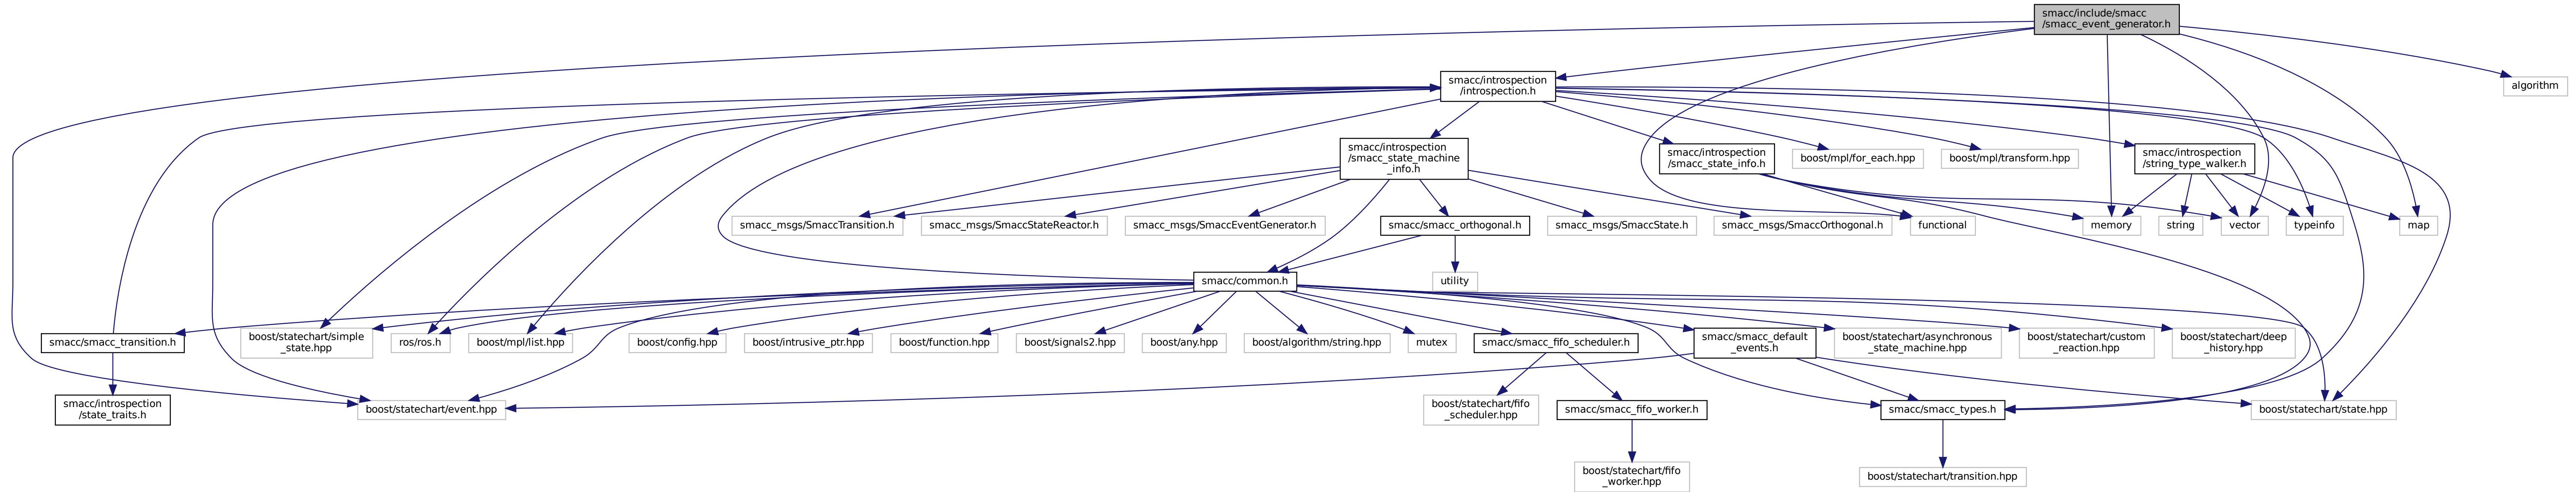 smacc/include/smacc
/smacc_event_generator.h
smacc/introspection
/introspection.h
algorithm
smacc/introspection
/smacc_state_machine
_info.h
smacc/introspection
/smacc_state_info.h
boost/mpl/for_each.hpp
boost/mpl/transform.hpp
smacc/introspection
/string_type_walker.h
smacc_msgs/SmaccTransition.h
smacc_msgs/SmaccStateReactor.h
smacc_msgs/SmaccEventGenerator.h
smacc/smacc_orthogonal.h
smacc_msgs/SmaccState.h
smacc_msgs/SmaccOrthogonal.h
functional
memory
string
vector
typeinfo
map
smacc/common.h
utility
smacc/smacc_transition.h
boost/statechart/simple
_state.hpp
ros/ros.h
boost/mpl/list.hpp
boost/config.hpp
boost/intrusive_ptr.hpp
boost/function.hpp
boost/signals2.hpp
boost/any.hpp
boost/algorithm/string.hpp
mutex
smacc/smacc_fifo_scheduler.h
smacc/smacc_default
_events.h
boost/statechart/asynchronous
_state_machine.hpp
boost/statechart/custom
_reaction.hpp
boost/statechart/deep
_history.hpp
smacc/introspection
/state_traits.h
boost/statechart/event.hpp
boost/statechart/fifo
_scheduler.hpp
smacc/smacc_fifo_worker.h
smacc/smacc_types.h
boost/statechart/state.hpp
boost/statechart/fifo
_worker.hpp
boost/statechart/transition.hpp